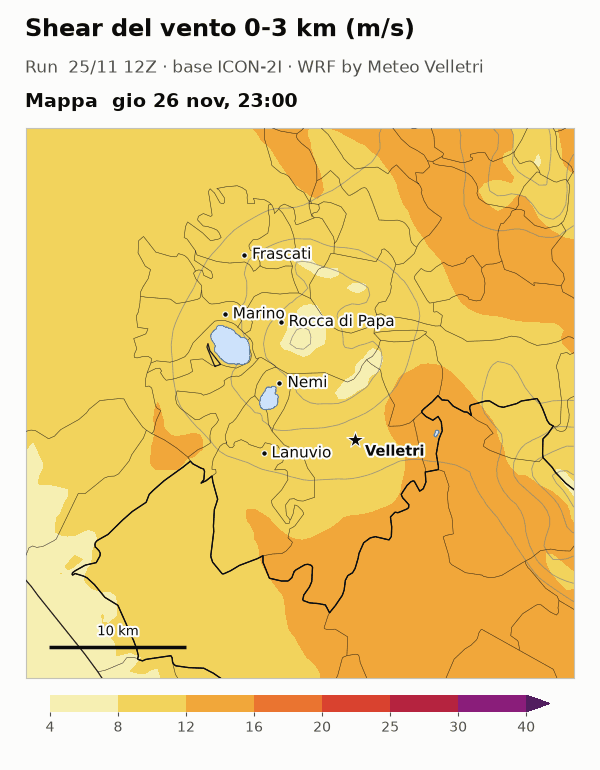 Shear del vento 0-3 km (m/s)
Run  25/11 12Z · base ICON-2I · WRF by Meteo Velletri
Mappa  gio 26 nov, 23:00
Frascati
Marino
Rocca di Papa
Nemi
Velletri
Lanuvio
10 km
4 8 12 16 20 25 30 40